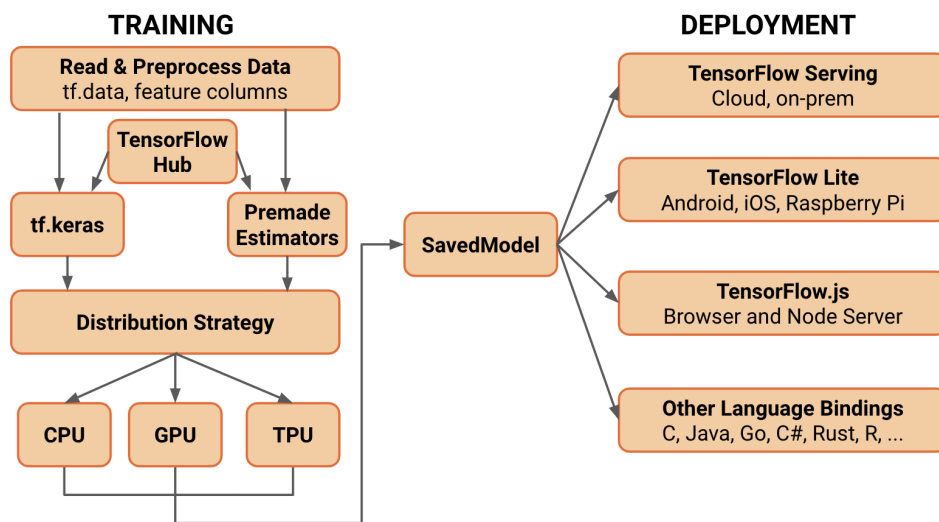 TRAINING
Read & Preprocess Data
tf.data, feature columns
TensorFlow
Hub
tf.keras
Premade
Estimators
Distribution Strategy
CPU
GPU
TPU
SavedModel
DEPLOYMENT
TensorFlow Serving
Cloud, on-prem
TensorFlow Lite
Android, iOS, Raspberry Pi
TensorFlow.js
Browser and Node Server
Other Language Bindings
C, Java, Go, C#, Rust, R, ...